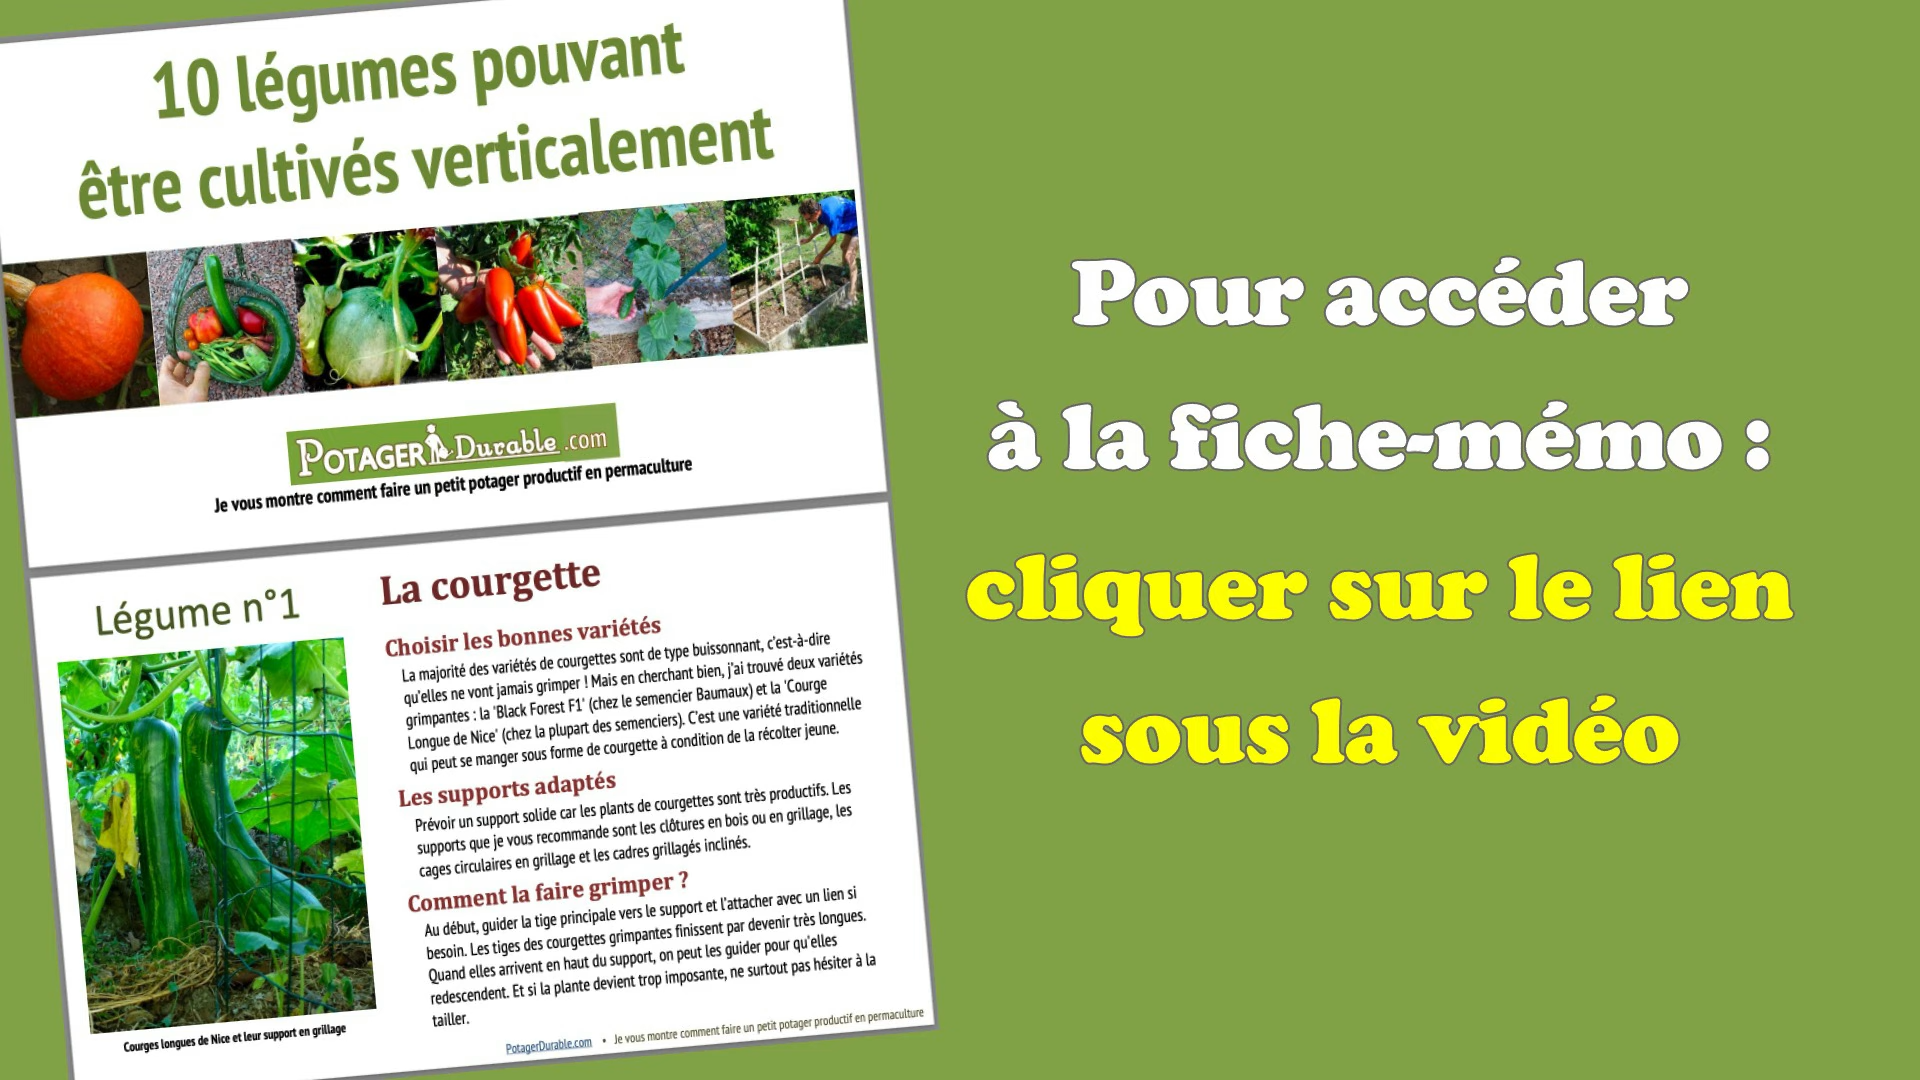 10 légumes pouvant
être cultivés verticalement
POTAGER Durable.com
Je vous montre comment faire un petit potager productif en permaculture
Légume n°1
La courgette
Choisir les bonnes variétés
La majorité des variétés de courgettes sont de type buissonnant, c'est-à-dire
qu'elles ne vont jamais grimper ! Mais en cherchant bien, j'ai trouvé deux variétés
grimpantes : la 'Black Forest F1' (chez le semencier Baumaux) et la 'Courge
Longue de Nice' (chez la plupart des semenciers). C'est une variété traditionnelle
qui peut se manger sous forme de courgette à condition de la récolter jeune.
Les supports adaptés
Prévoir un support solide car les plants de courgettes sont très productifs. Les
supports que je vous recommande sont les clôtures en bois ou en grillage, les
cages circulaires en grillage et les cadres grillagés inclinés.
Comment la faire grimper ?
Au début, guider la tige principale vers le support et l'attacher avec un lien si
besoin. Les tiges des courgettes grimpantes finissent par devenir très longues.
Quand elles arrivent en haut du support, on peut les guider pour qu'elles
redescendent. Et si la plante devient trop imposante, ne surtout pas hésiter à la
tailler.
Courges longues de Nice et leur support en grillage
PotagerDurable.com • Je vous montre comment faire un petit potager productif en permaculture
Pour accéder
à la fiche-mémo :
cliquer sur le lien
sous la vidéo